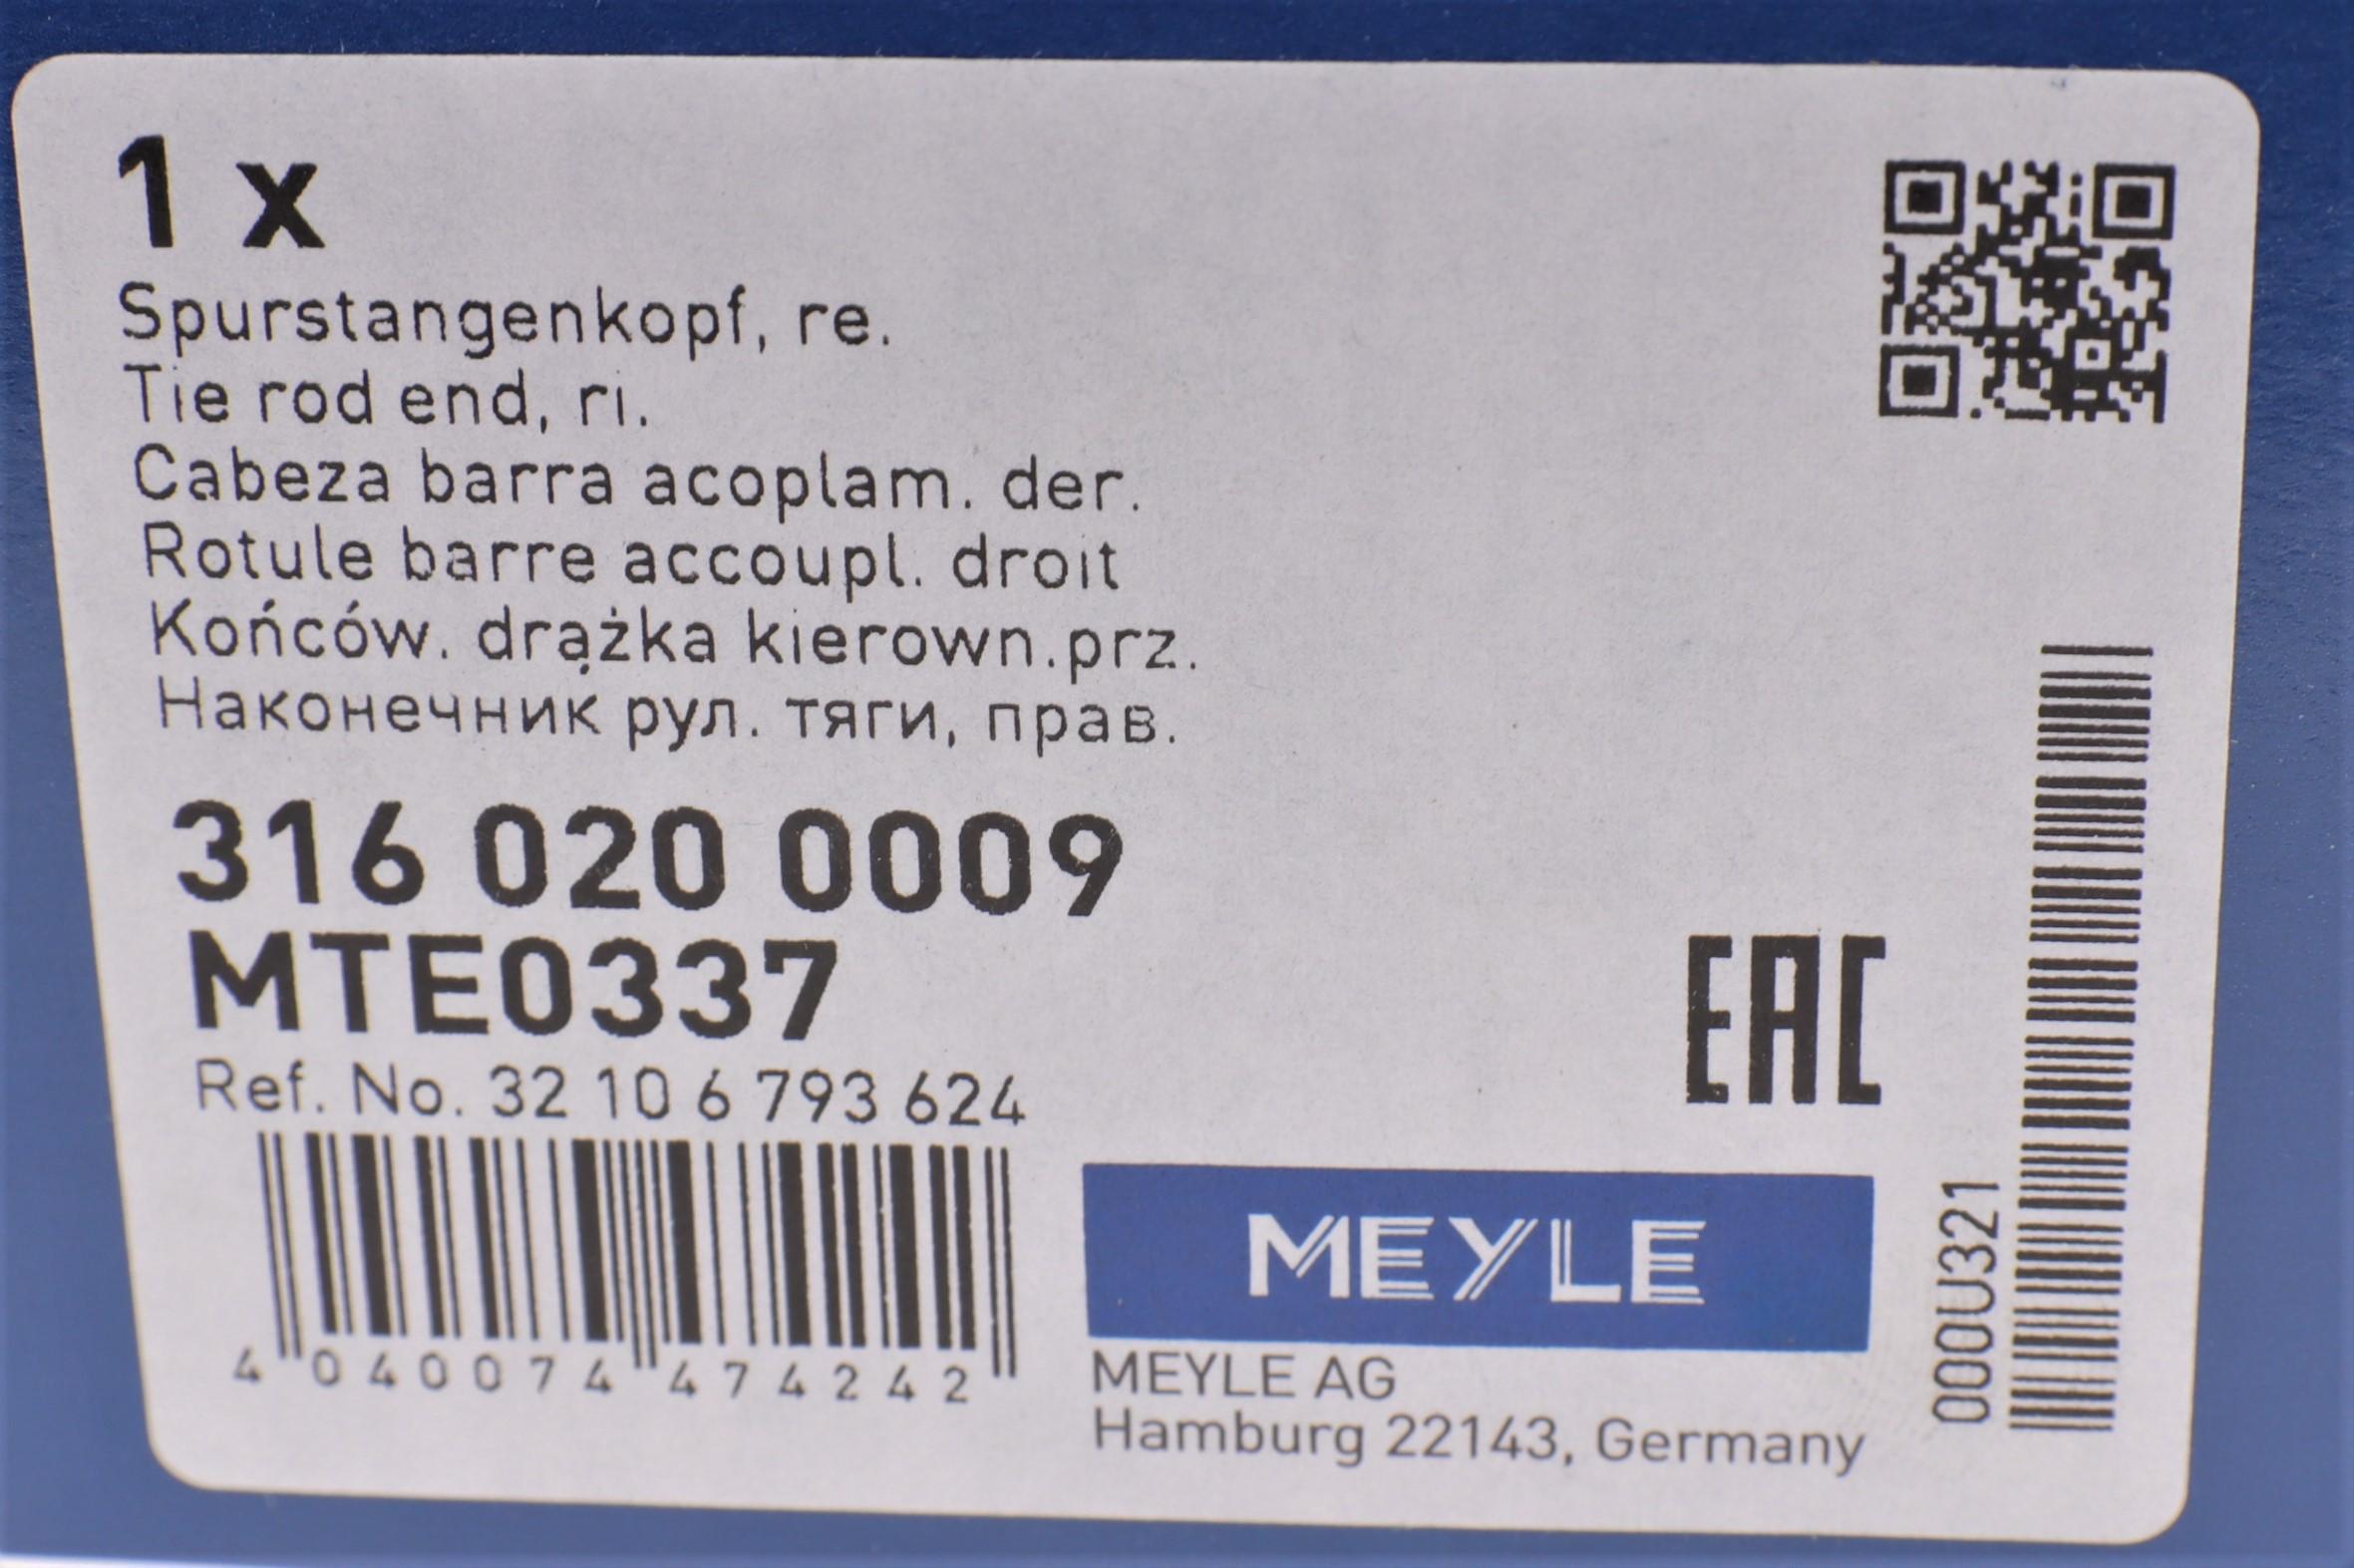 1 x
Spurstangenkopf, re.
Tie rod end, ri.
Cabeza barra acoplam. der.
Rotule barre accoupl. droit
Końców. drążka kierown.prz.
Наконечник рул. тяги, прав.
316 020 0009
MTE0337
Ref. No. 32 10 6 793 624
4 040074 474242
EAC
MEYLE
MEYLE AG
Hamburg 22143, Germany
000U321